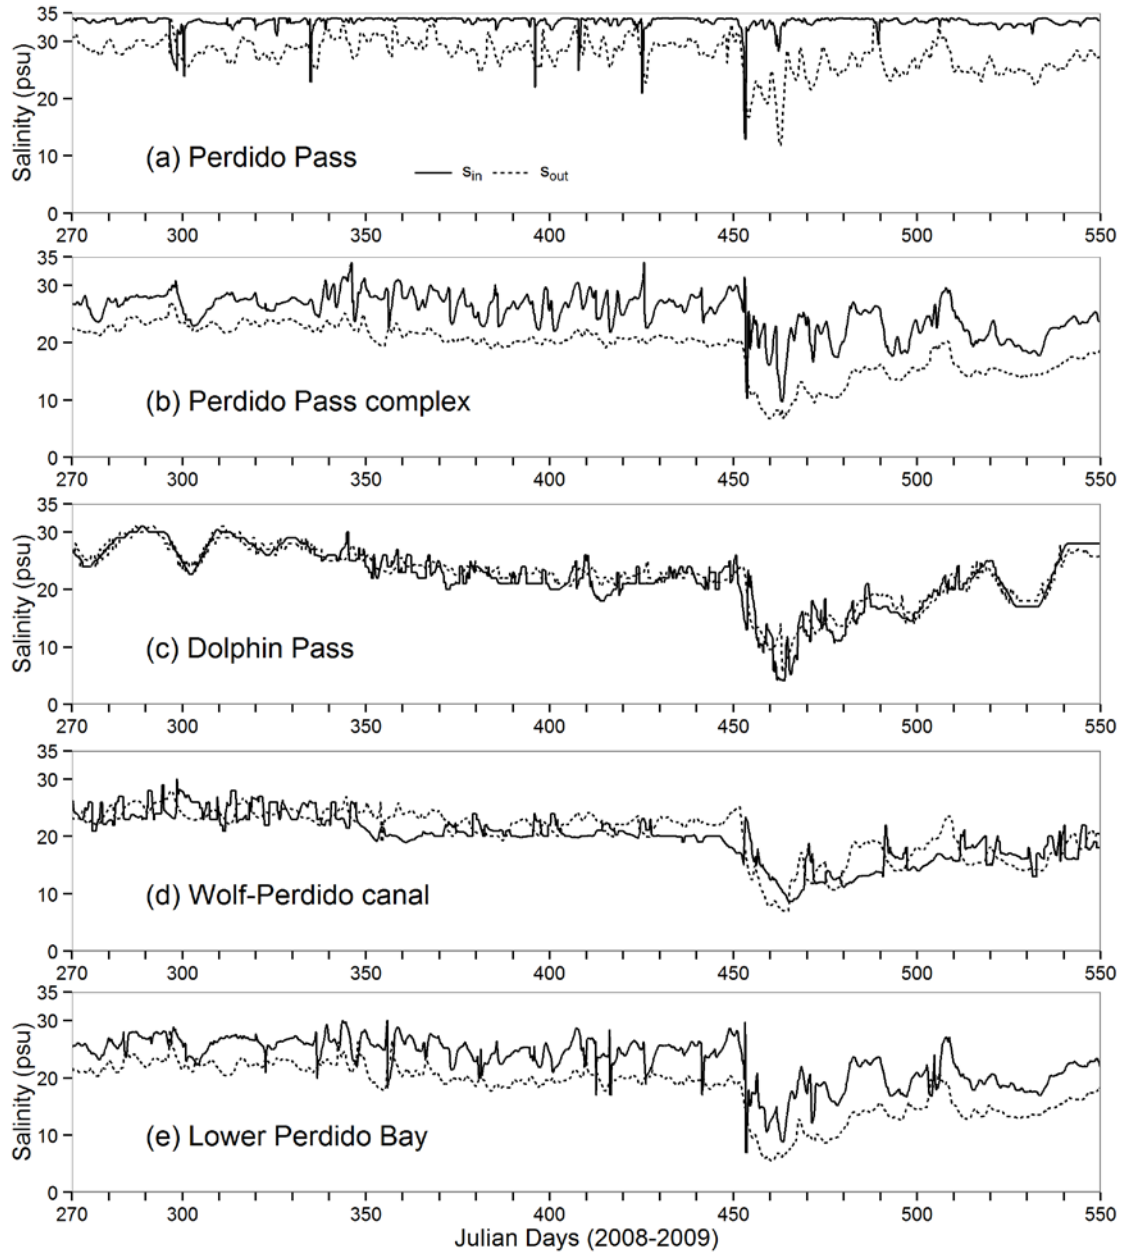 35
30
20
10
0
Salinity (psu)
(a) Perdido Pass
s_in s_out
270 300 350 400 450 500 550
35
30
20
10
0
(b) Perdido Pass complex
270 300 350 400 450 500 550
35
30
20
10
0
Salinity (psu)
(c) Dolphin Pass
270 300 350 400 450 500 550
35
30
20
10
0
(d) Wolf-Perdido canal
270 300 350 400 450 500 550
35
30
20
10
0
Salinity (psu)
(e) Lower Perdido Bay
270 300 350 400 450 500 550
Julian Days (2008-2009)